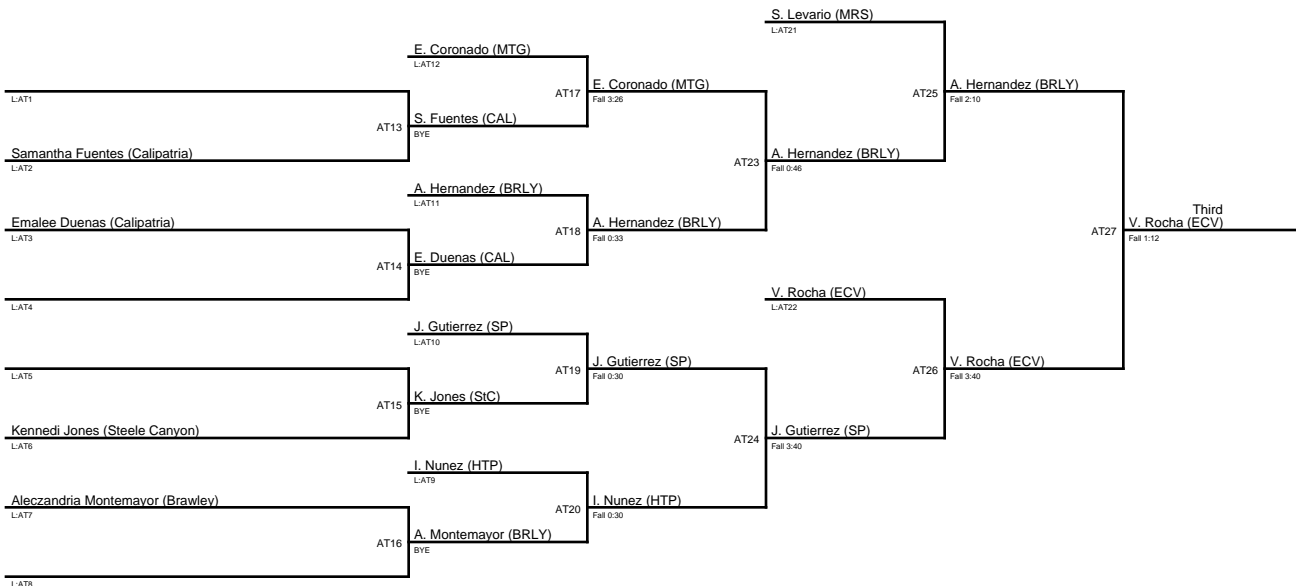 S. Levario (MRS)
L:AT21
E. Coronado (MTG)
L:AT12
AT17
E. Coronado (MTG)
Fall 3:26
AT25
A. Hernandez (BRLY)
Fall 2:10
L:AT1
AT13
S. Fuentes (CAL)
BYE
Samantha Fuentes (Calipatria)
L:AT2
AT23
A. Hernandez (BRLY)
Fall 0:46
A. Hernandez (BRLY)
L:AT11
Emalee Duenas (Calipatria)
L:AT3
AT18
A. Hernandez (BRLY)
Fall 0:33
AT27
Third
V. Rocha (ECV)
Fall 1:12
AT14
E. Duenas (CAL)
BYE
L:AT4
V. Rocha (ECV)
L:AT22
J. Gutierrez (SP)
L:AT10
L:AT5
AT19
J. Gutierrez (SP)
Fall 0:30
AT26
V. Rocha (ECV)
Fall 3:40
AT15
K. Jones (StC)
BYE
Kennedi Jones (Steele Canyon)
L:AT6
AT24
J. Gutierrez (SP)
Fall 3:40
I. Nunez (HTP)
L:AT9
Aleczandria Montemayor (Brawley)
L:AT7
AT20
I. Nunez (HTP)
Fall 0:30
AT16
A. Montemayor (BRLY)
BYE
L:AT8